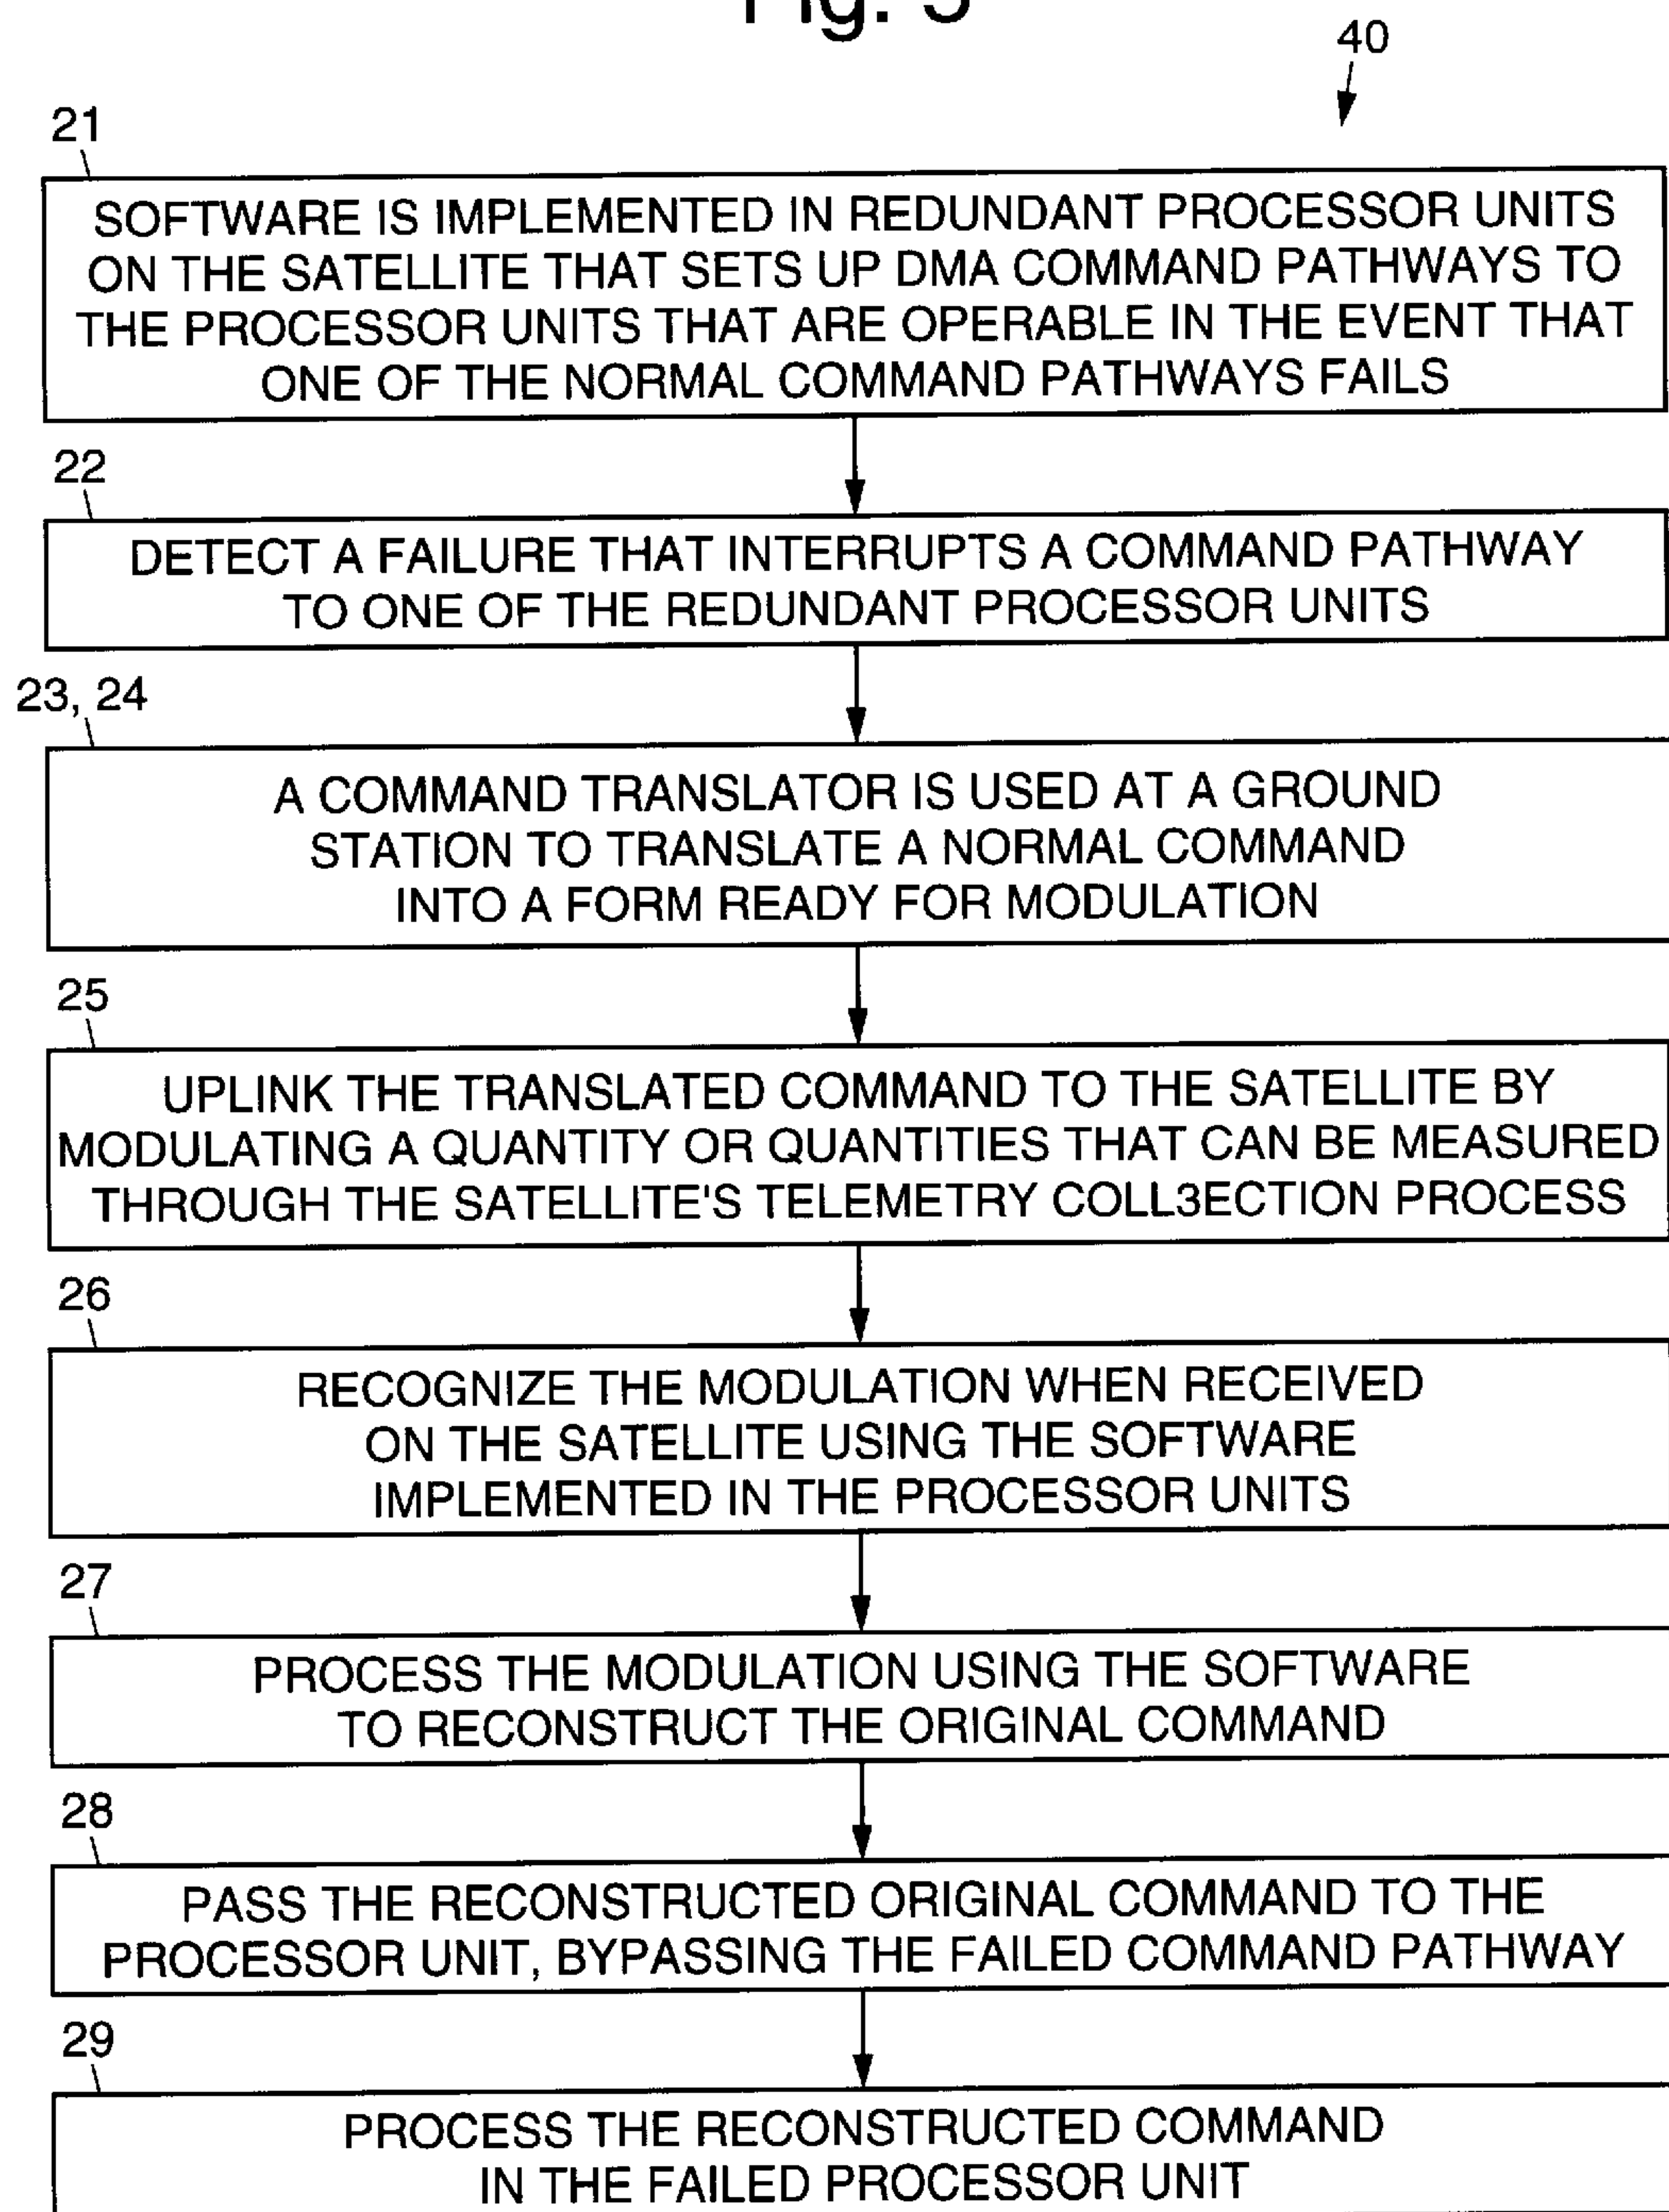 Fig. 3
40
21
SOFTWARE IS IMPLEMENTED IN REDUNDANT PROCESSOR UNITS
ON THE SATELLITE THAT SETS UP DMA COMMAND PATHWAYS TO
THE PROCESSOR UNITS THAT ARE OPERABLE IN THE EVENT THAT
ONE OF THE NORMAL COMMAND PATHWAYS FAILS
22
DETECT A FAILURE THAT INTERRUPTS A COMMAND PATHWAY
TO ONE OF THE REDUNDANT PROCESSOR UNITS
23, 24
A COMMAND TRANSLATOR IS USED AT A GROUND
STATION TO TRANSLATE A NORMAL COMMAND
INTO A FORM READY FOR MODULATION
25
UPLINK THE TRANSLATED COMMAND TO THE SATELLITE BY
MODULATING A QUANTITY OR QUANTITIES THAT CAN BE MEASURED
THROUGH THE SATELLITE'S TELEMETRY COLL3ECTION PROCESS
26
RECOGNIZE THE MODULATION WHEN RECEIVED
ON THE SATELLITE USING THE SOFTWARE
IMPLEMENTED IN THE PROCESSOR UNITS
27
PROCESS THE MODULATION USING THE SOFTWARE
TO RECONSTRUCT THE ORIGINAL COMMAND
28
PASS THE RECONSTRUCTED ORIGINAL COMMAND TO THE
PROCESSOR UNIT, BYPASSING THE FAILED COMMAND PATHWAY
29
PROCESS THE RECONSTRUCTED COMMAND
IN THE FAILED PROCESSOR UNIT